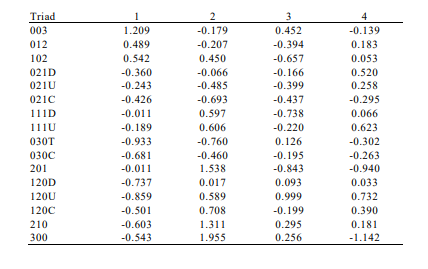 Triad 1 2 3 4
003 1.209 -0.179 0.452 -0.139
012 0.489 -0.207 -0.394 0.183
102 0.542 0.450 -0.657 0.053
021D -0.360 -0.066 -0.166 0.520
021U -0.243 -0.485 -0.399 0.258
021C -0.426 -0.693 -0.437 -0.295
111D -0.011 0.597 -0.738 0.066
111U -0.189 0.606 -0.220 0.623
030T -0.933 -0.760 0.126 -0.302
030C -0.681 -0.460 -0.195 -0.263
201 -0.011 1.538 -0.843 -0.940
120D -0.737 0.017 0.093 0.033
120U -0.859 0.589 0.999 0.732
120C -0.501 0.708 -0.199 0.390
210 -0.603 1.311 0.295 0.181
300 -0.543 1.955 0.256 -1.142